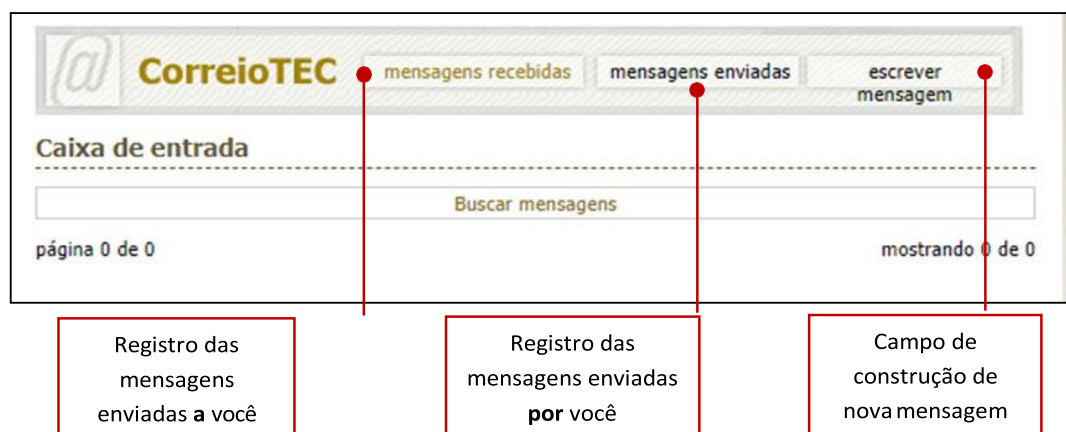 @ CorreioTEC mensagens recebidas mensagens enviadas escrever
mensagem
Caixa de entrada
Buscar mensagens
página 0 de 0 mostrando 0 de 0
Registro das
mensagens
enviadas a você
Registro das
mensagens enviadas
por você
Campo de
construção de
nova mensagem